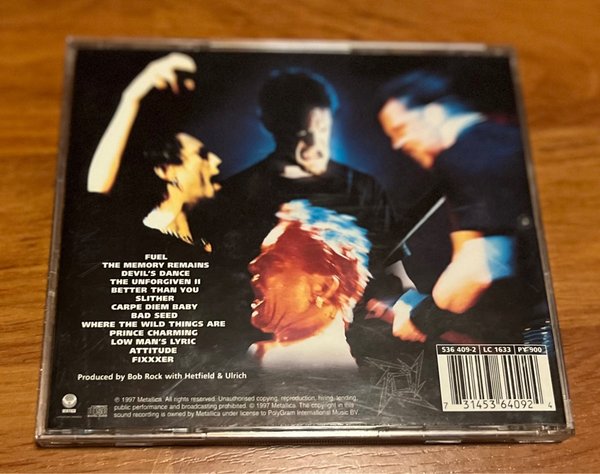 FUEL
THE MEMORY REMAINS
DEVIL'S DANCE
THE UNFORGIVEN II
BETTER THAN YOU
SLITHER
CARPE DIEM BABY
BAD SEED
WHERE THE WILD THINGS ARE
PRINCE CHARMING
LOW MAN'S LYRIC
ATTITUDE
FIXXXER
Produced by Bob Rock with Hetfield & Ulrich
536 409-2 LC 1633 PY 900
7 31453 64092 4
℗ 1997 Metallica. All rights reserved. Unauthorised copying, reproduction, hiring, lending,
public performance and broadcasting prohibited. © 1997 Metallica. The copyright in this
sound recording is owned by Metallica under license to PolyGram International Music BV